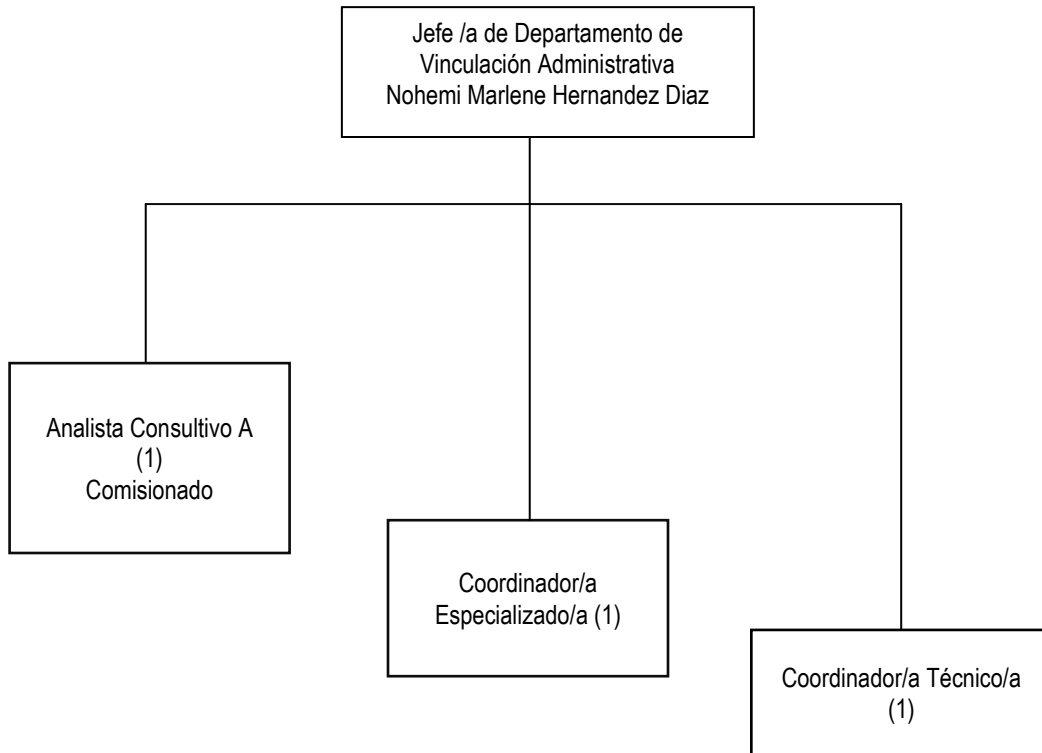 Jefe /a de Departamento de
Vinculación Administrativa
Nohemi Marlene Hernandez Diaz
Analista Consultivo A
(1)
Comisionado
Coordinador/a
Especializado/a (1)
Coordinador/a Técnico/a
(1)